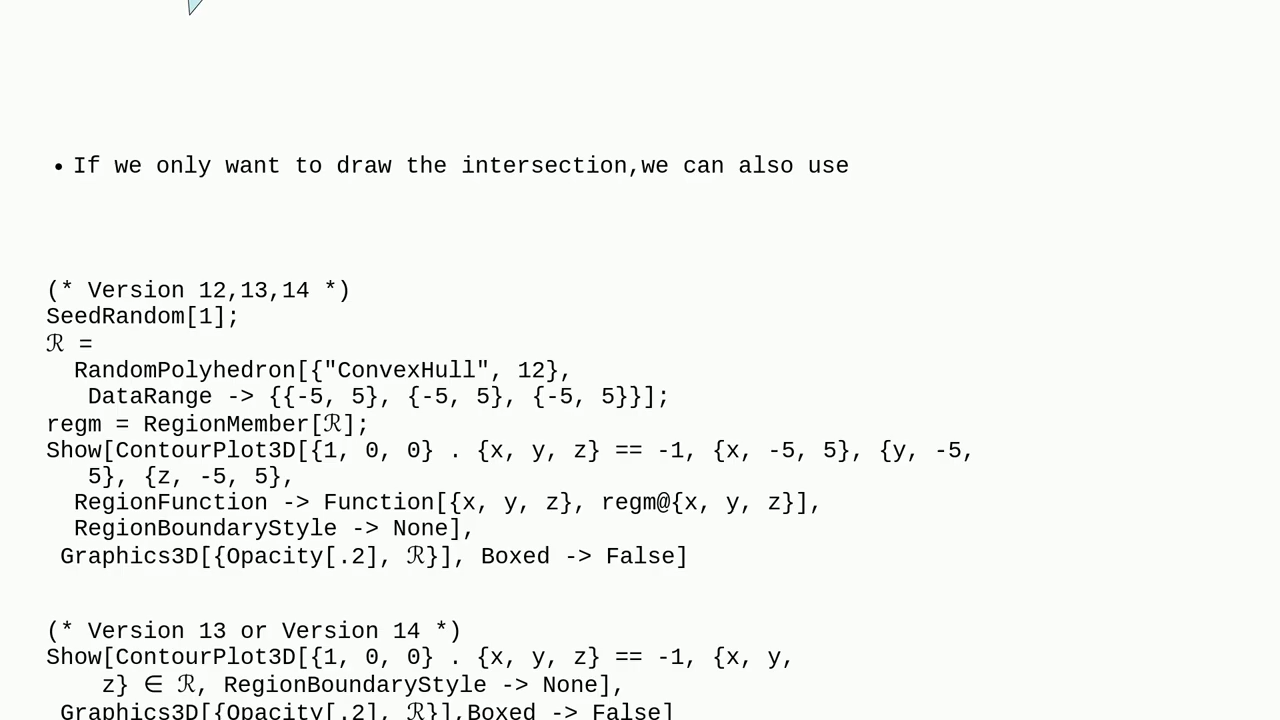 • If we only want to draw the intersection,we can also use
(* Version 12,13,14 *)
SeedRandom[1];
ℛ =
RandomPolyhedron[{"ConvexHull", 12},
DataRange -> {{-5, 5}, {-5, 5}, {-5, 5}}];
regm = RegionMember[ℛ];
Show[ContourPlot3D[{1, 0, 0} . {x, y, z} == -1, {x, -5, 5}, {y, -5,
5}, {z, -5, 5},
RegionFunction -> Function[{x, y, z}, regm@{x, y, z}],
RegionBoundaryStyle -> None],
Graphics3D[{Opacity[.2], ℛ}], Boxed -> False]
(* Version 13 or Version 14 *)
Show[ContourPlot3D[{1, 0, 0} . {x, y, z} == -1, {x, y,
z} ∈ ℛ, RegionBoundaryStyle -> None],
Graphics3D[{Opacity[.2], ℛ}],Boxed -> False]